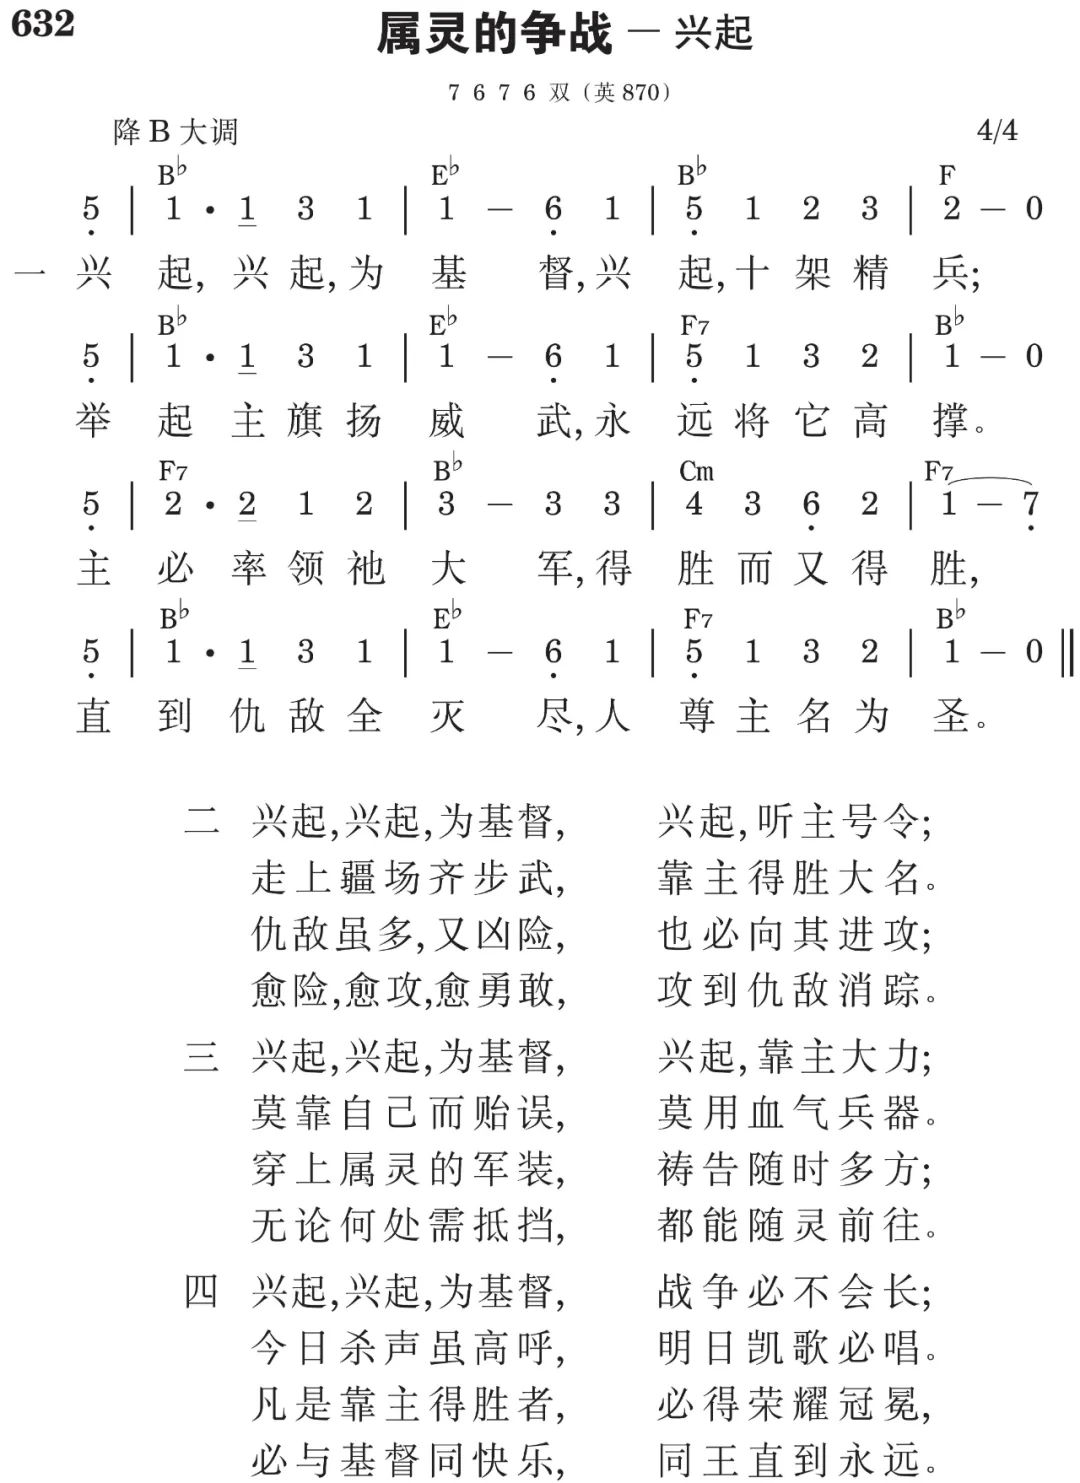 632
属灵的争战－兴起
7 6 7 6 双（英870）
降B大调 4/4
B♭ E♭ B♭ F
5 | 1 · 1 3 1 | 1 － 6 1 | 5 1 2 3 | 2 － 0
一 兴 起, 兴 起,为 基 督,兴 起,十 架 精 兵;
B♭ E♭ F7 B♭
5 | 1 · 1 3 1 | 1 － 6 1 | 5 1 3 2 | 1 － 0
举 起 主 旗 扬 威 武,永 远 将 它 高 撑。
F7 B♭ Cm F7
5 | 2 · 2 1 2 | 3 － 3 3 | 4 3 6 2 | 1 － 7
主 必 率 领 祂 大 军,得 胜 而 又 得 胜,
B♭ E♭ F7 B♭
5 | 1 · 1 3 1 | 1 － 6 1 | 5 1 3 2 | 1 － 0 ‖
直 到 仇 敌 全 灭 尽,人 尊 主 名 为 圣。
二 兴起,兴起,为基督, 兴起,听主号令;
走上疆场齐步武, 靠主得胜大名。
仇敌虽多,又凶险, 也必向其进攻;
愈险,愈攻,愈勇敢, 攻到仇敌消踪。
三 兴起,兴起,为基督, 兴起,靠主大力;
莫靠自己而贻误, 莫用血气兵器。
穿上属灵的军装, 祷告随时多方;
无论何处需抵挡, 都能随灵前往。
四 兴起,兴起,为基督, 战争必不会长;
今日杀声虽高呼, 明日凯歌必唱。
凡是靠主得胜者, 必得荣耀冠冕,
必与基督同快乐, 同王直到永远。